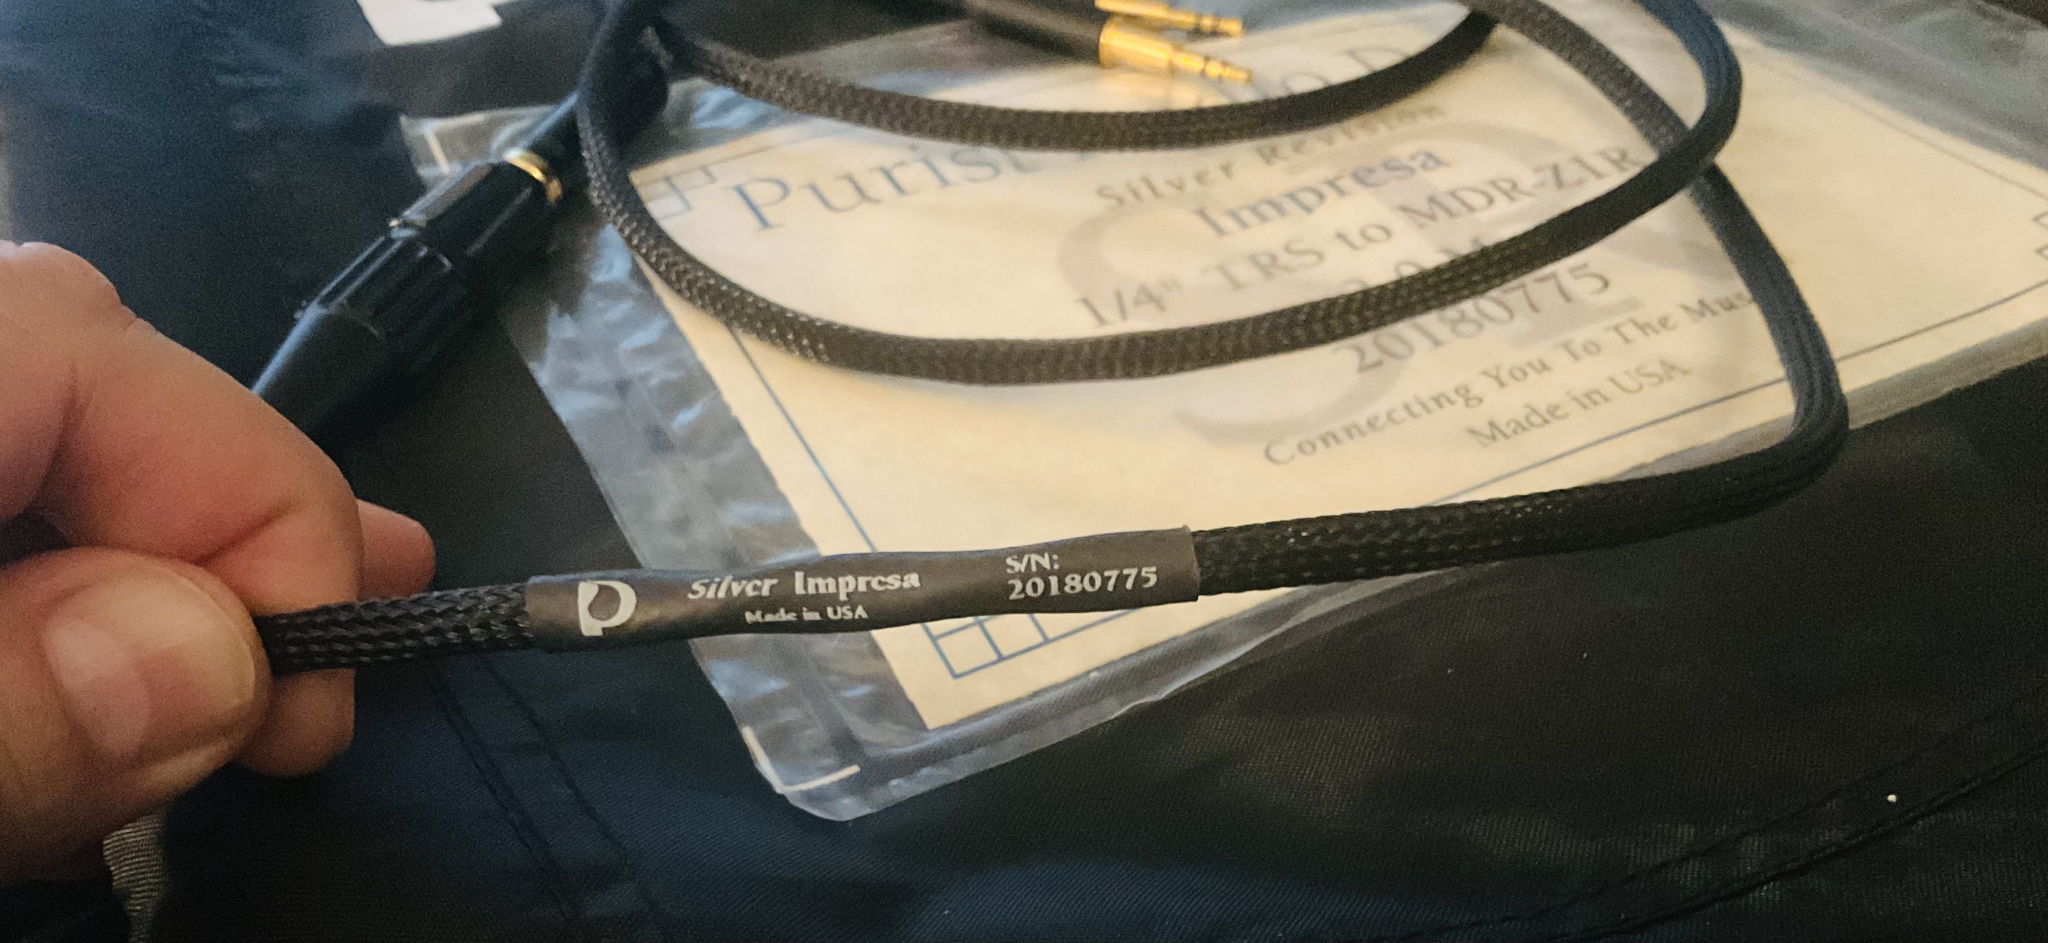 Purist
Silver Revision
Impresa
1/4" TRS to MDR-Z1R
20180775
Connecting You To The
Made in USA
Silver Impresa
Made in USA
S/N:
20180775